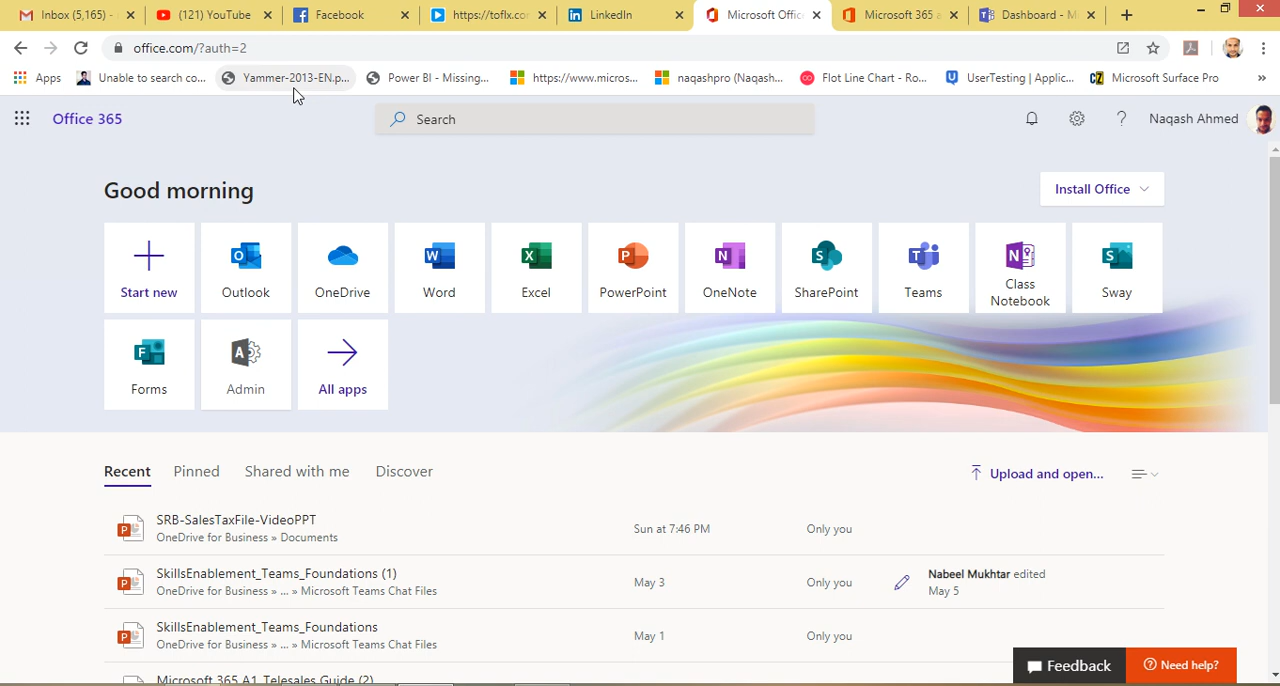 Inbox (5,165) -
(121) YouTube
Facebook
https://toflx.cor
LinkedIn
Microsoft Offic
Microsoft 365 a
Dashboard - M
office.com/?auth=2
Apps
Unable to search co...
Yammer-2013-EN.p...
Power BI - Missing,...
https://www.micros...
naqashpro (Naqash...
Flot Line Chart - Ro...
UserTesting | Applic...
Microsoft Surface Pro
»
Office 365
Search
?
Naqash Ahmed
Good morning
Install Office
Start new
Outlook
OneDrive
Word
Excel
PowerPoint
OneNote
SharePoint
Teams
Class
Notebook
Sway
Forms
Admin
All apps
Recent
Pinned
Shared with me
Discover
Upload and open...
SRB-SalesTaxFile-VideoPPT
OneDrive for Business » Documents
Sun at 7:46 PM
Only you
SkillsEnablement_Teams_Foundations (1)
OneDrive for Business » ... » Microsoft Teams Chat Files
May 3
Only you
Nabeel Mukhtar edited
May 5
SkillsEnablement_Teams_Foundations
OneDrive for Business » ... » Microsoft Teams Chat Files
May 1
Only you
Microsoft 365 A1 Telesales Guide (2)
Feedback
Need help?